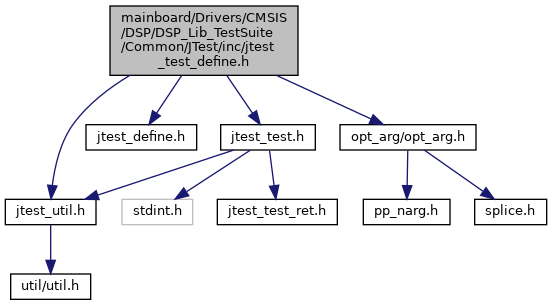 mainboard/Drivers/CMSIS
/DSP/DSP_Lib_TestSuite
/Common/JTest/inc/jtest
_test_define.h
jtest_define.h
jtest_test.h
opt_arg/opt_arg.h
jtest_util.h
stdint.h
jtest_test_ret.h
pp_narg.h
splice.h
util/util.h